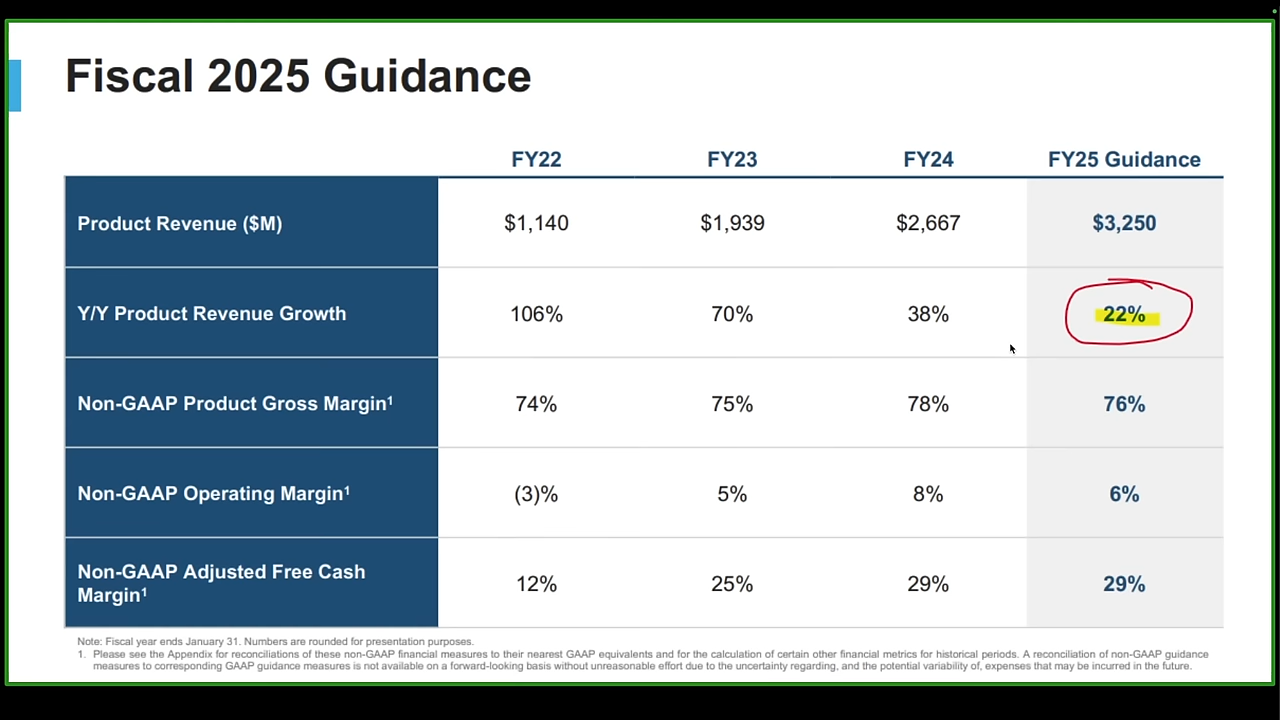 Fiscal 2025 Guidance
FY22 FY23 FY24 FY25 Guidance
Product Revenue ($M) $1,140 $1,939 $2,667 $3,250
Y/Y Product Revenue Growth 106% 70% 38% 22%
Non-GAAP Product Gross Margin¹ 74% 75% 78% 76%
Non-GAAP Operating Margin¹ (3)% 5% 8% 6%
Non-GAAP Adjusted Free Cash
Margin¹ 12% 25% 29% 29%
Note: Fiscal year ends January 31. Numbers are rounded for presentation purposes.
1. Please see the Appendix for reconciliations of these non-GAAP financial measures to their nearest GAAP equivalents and for the calculation of certain other financial metrics for historical periods. A reconciliation of non-GAAP guidance
measures to corresponding GAAP guidance measures is not available on a forward-looking basis without unreasonable effort due to the uncertainty regarding, and the potential variability of, expenses that may be incurred in the future.